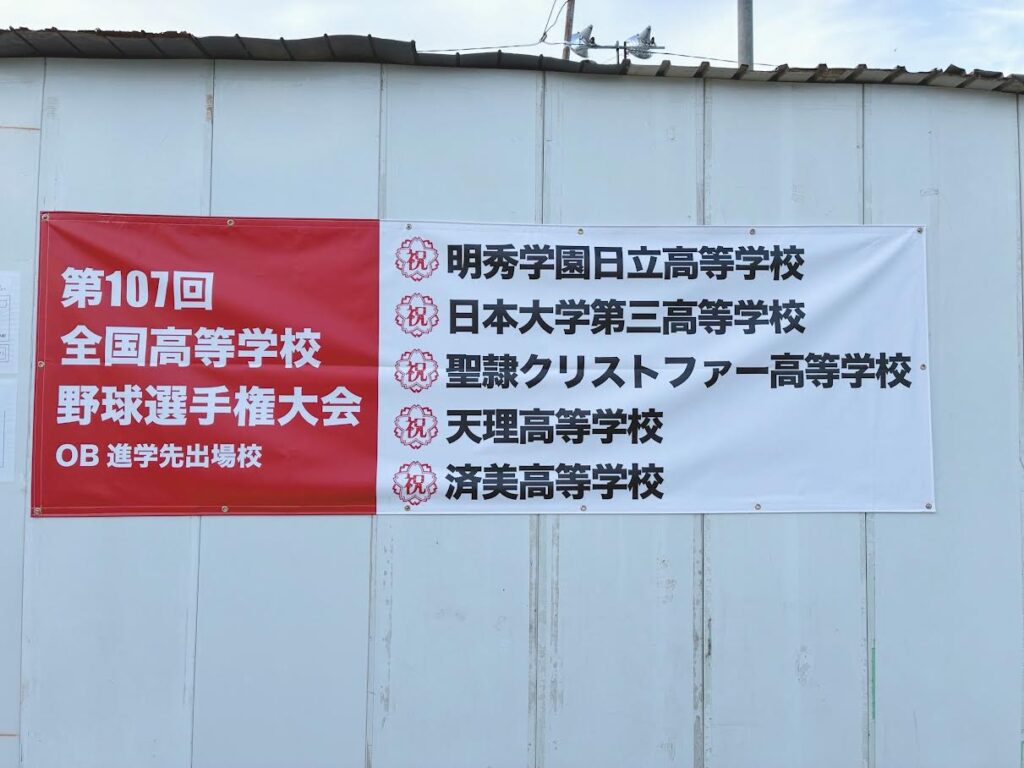 第107回
全国高等学校
野球選手権大会
OB 進学先出場校
祝 明秀学園日立高等学校
祝 日本大学第三高等学校
祝 聖隷クリストファー高等学校
祝 天理高等学校
祝 済美高等学校